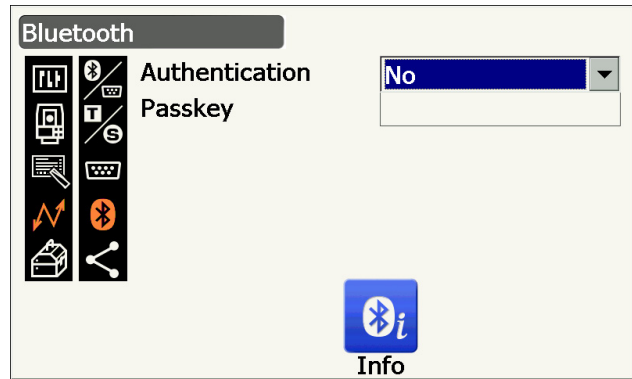 Bluetooth
Authentication No
Passkey
T
S
i
Info